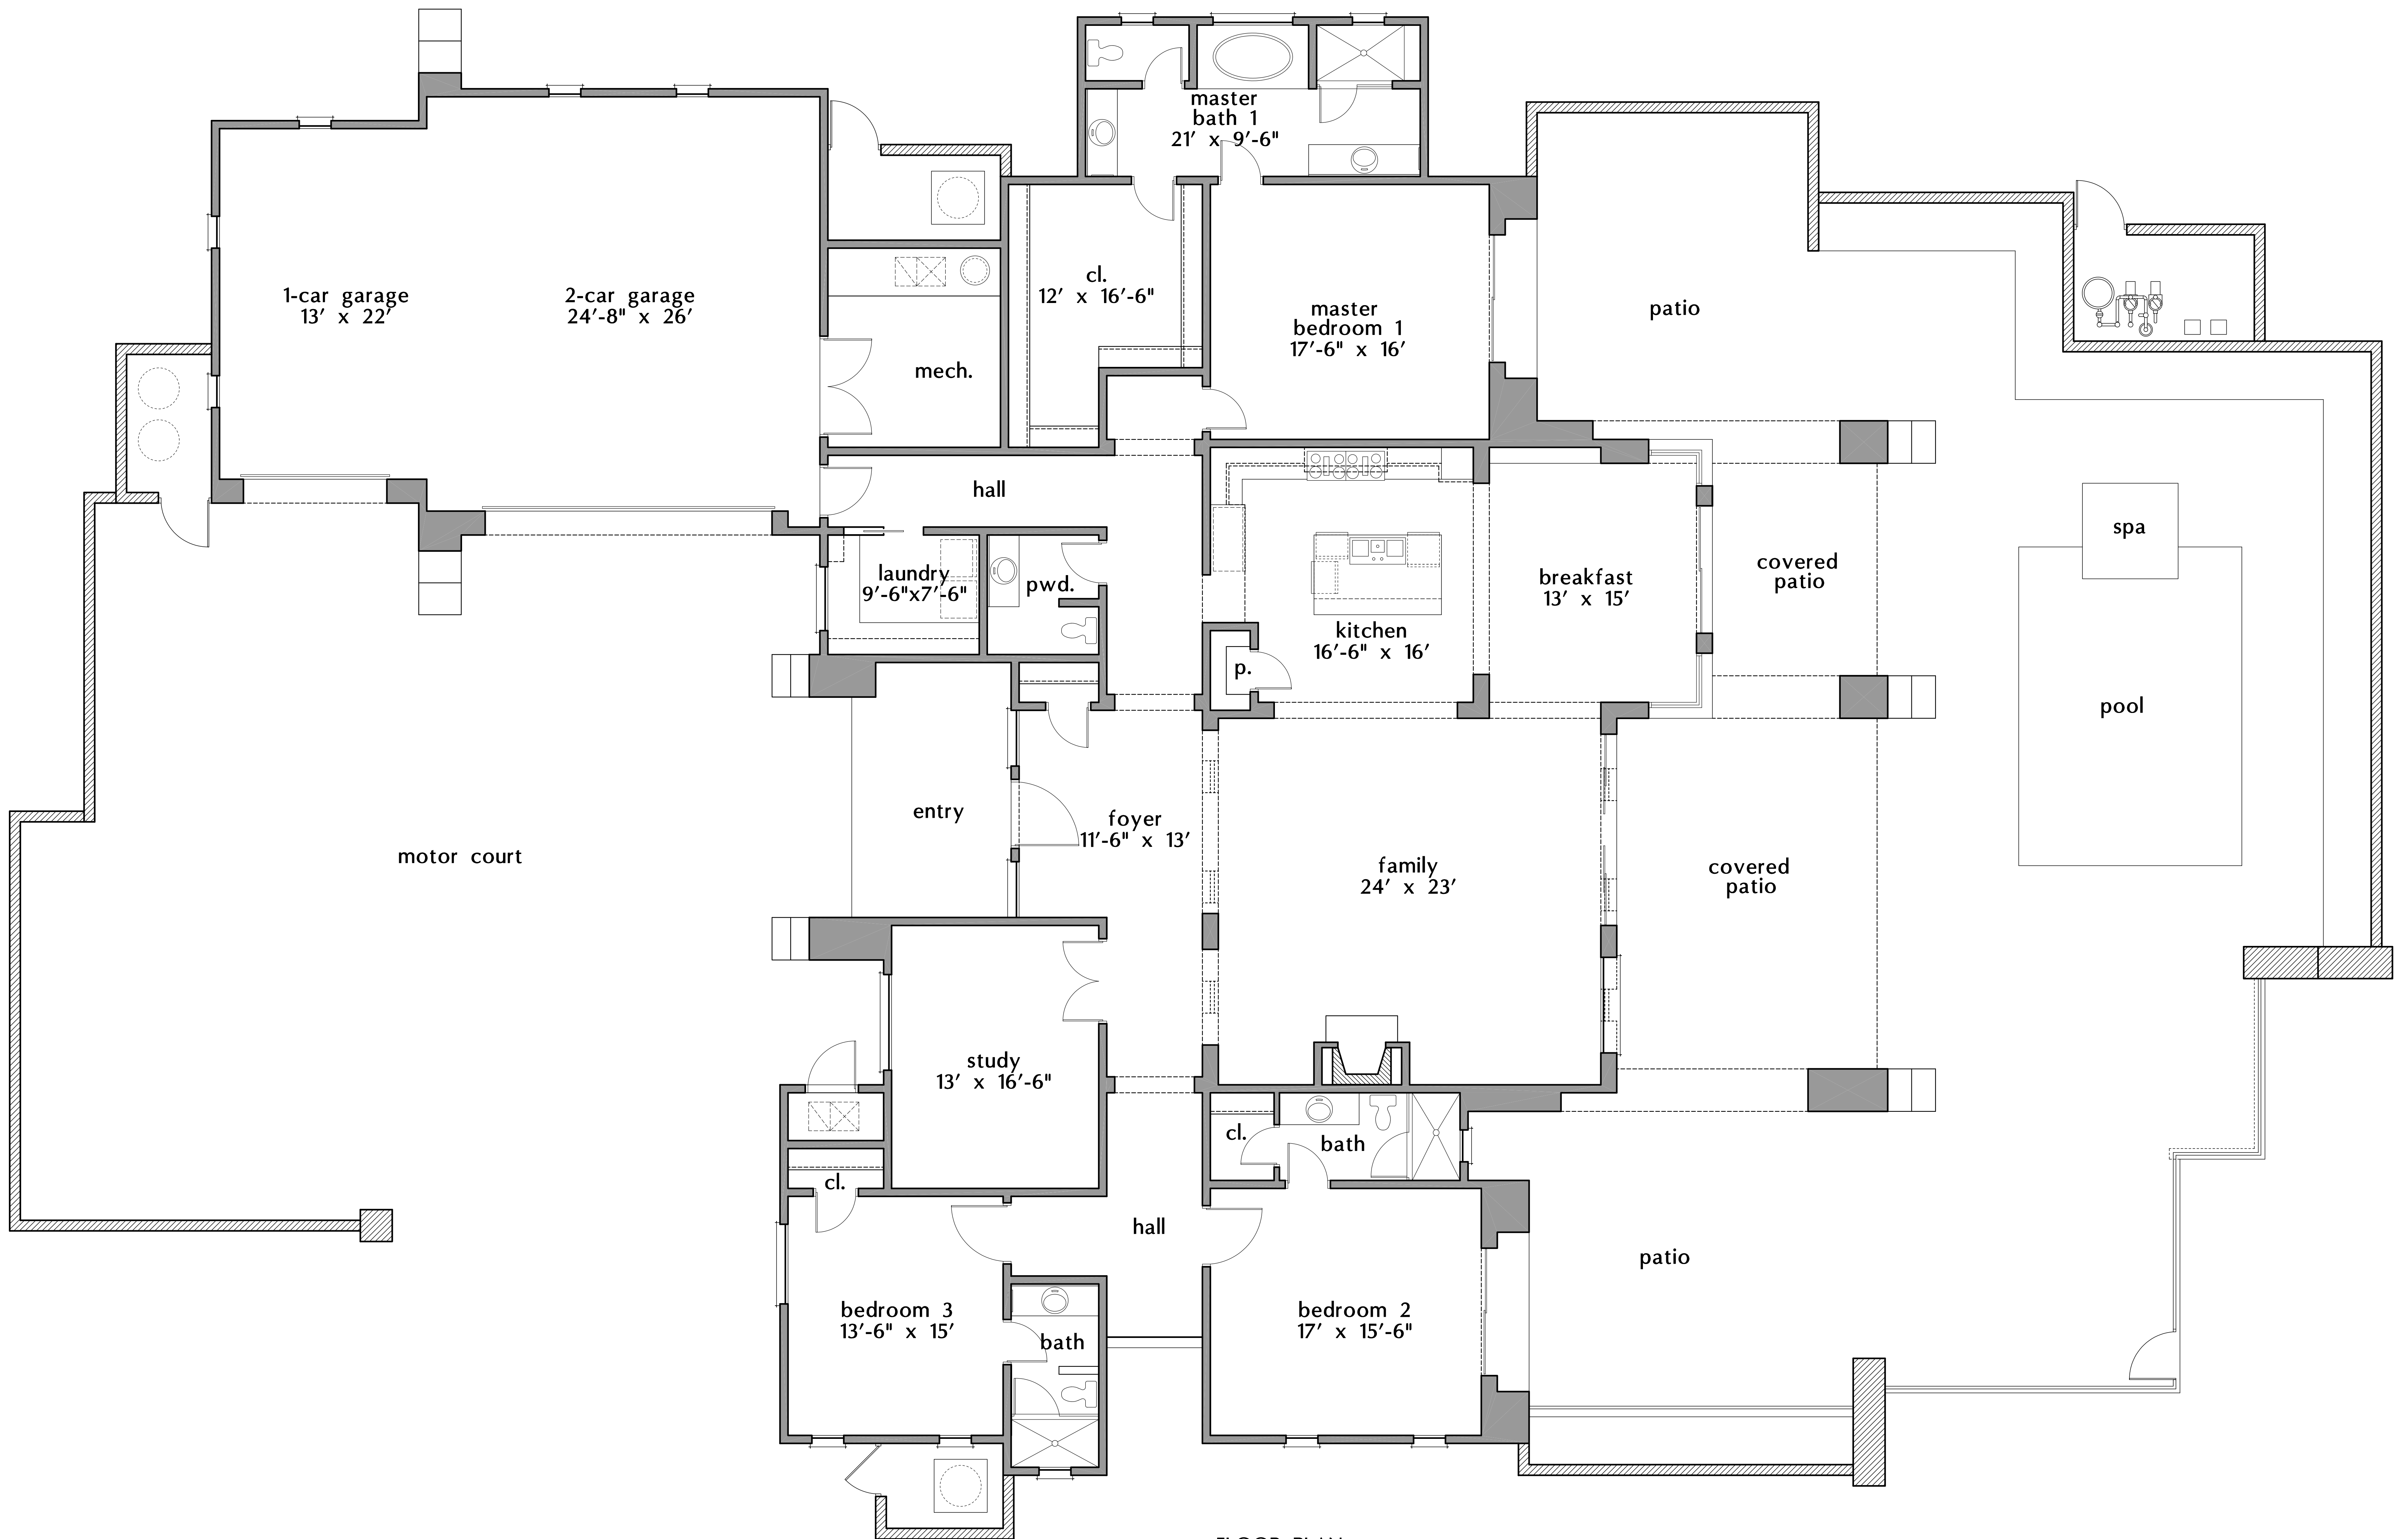 master
bath 1
21' x 9'-6"
1-car garage
13' x 22'
2-car garage
24'-8" x 26'
cl.
12' x 16'-6"
master
bedroom 1
17'-6" x 16'
patio
mech.
hall
spa
laundry
9'-6"x7'-6"
pwd.
breakfast
13' x 15'
covered
patio
kitchen
16'-6" x 16'
p.
pool
entry
foyer
11'-6" x 13'
motor court
family
24' x 23'
covered
patio
study
13' x 16'-6"
cl.
bath
cl.
hall
patio
bedroom 3
13'-6" x 15'
bath
bedroom 2
17' x 15'-6"
FLOOR PLAN